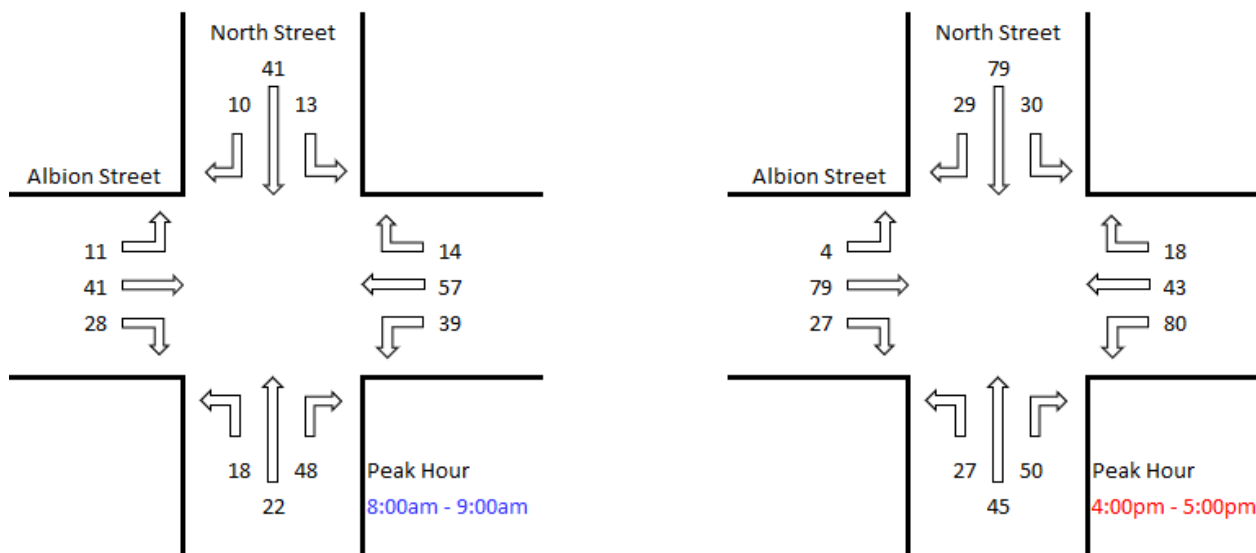 North Street
41
10 13
Albion Street
11
41
28
14
57
39
18 48
22
Peak Hour
8:00am - 9:00am
North Street
79
29 30
Albion Street
4
79
27
18
43
80
27 50
45
Peak Hour
4:00pm - 5:00pm